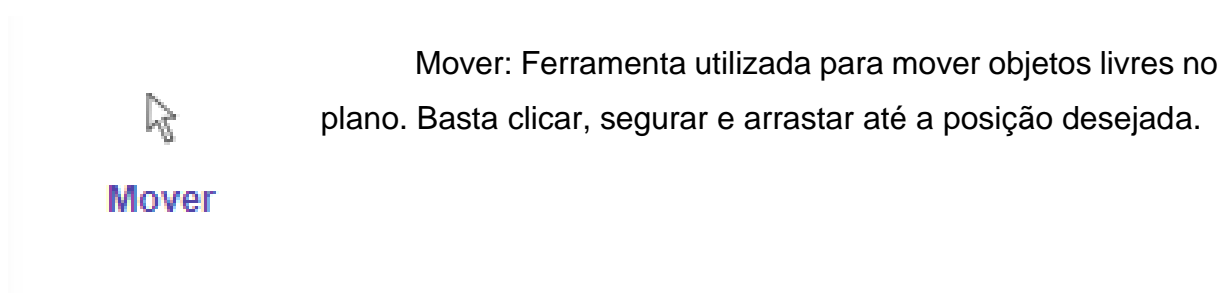 Mover: Ferramenta utilizada para mover objetos livres no
plano. Basta clicar, segurar e arrastar até a posição desejada.
Mover